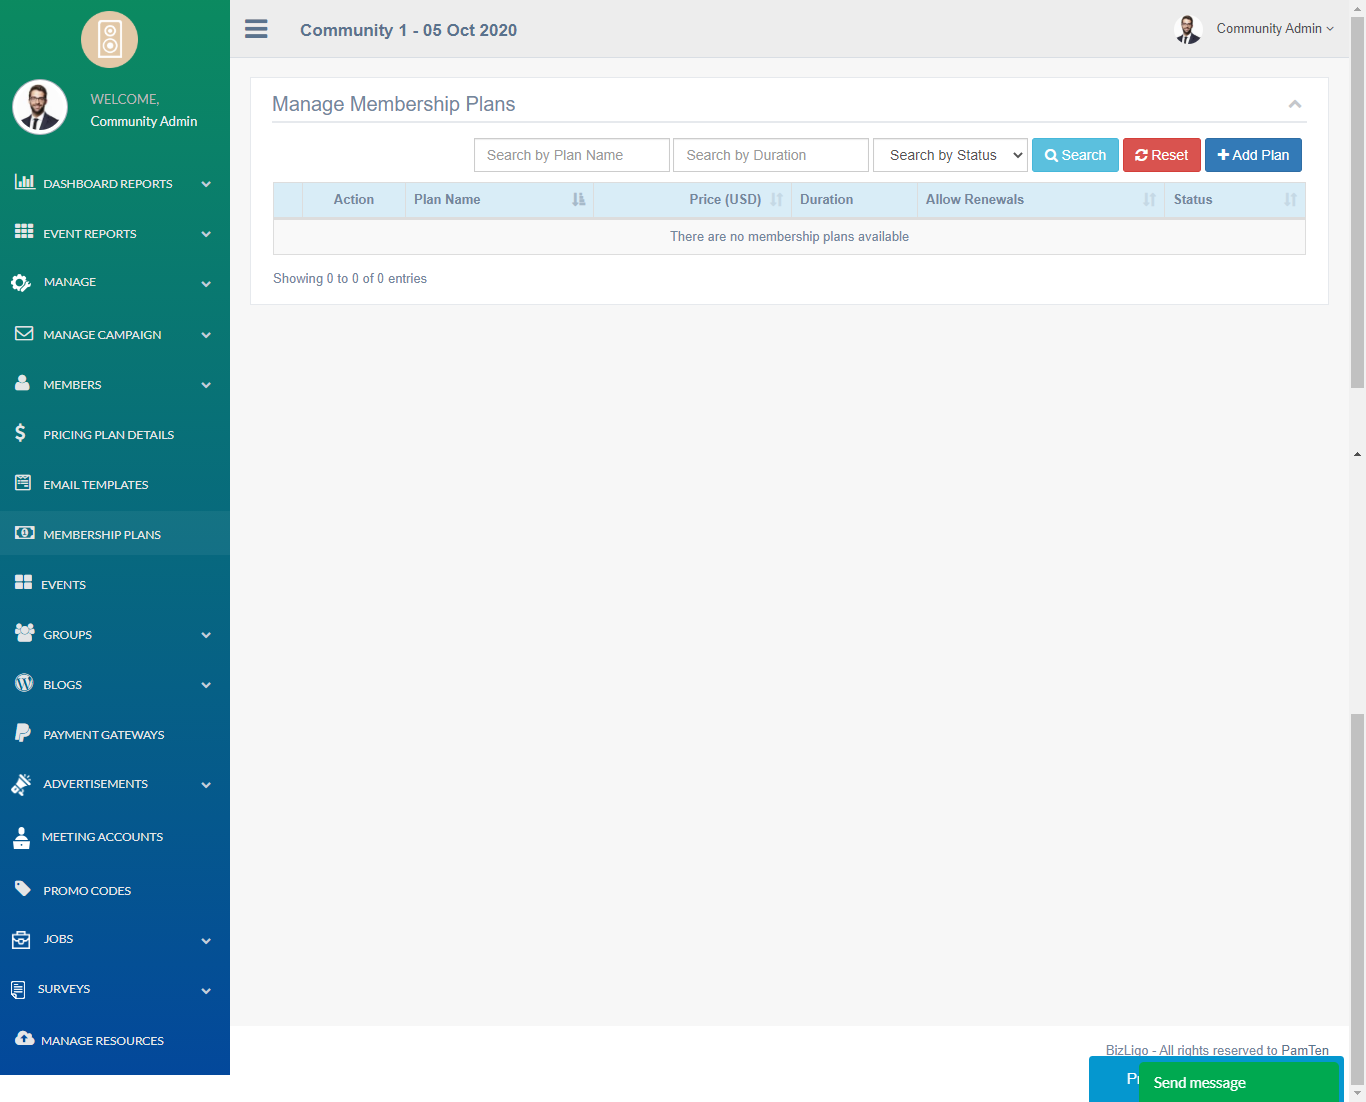 Community 1 - 05 Oct 2020
Community Admin
WELCOME,
Community Admin
DASHBOARD REPORTS
EVENT REPORTS
MANAGE
MANAGE CAMPAIGN
MEMBERS
PRICING PLAN DETAILS
EMAIL TEMPLATES
MEMBERSHIP PLANS
EVENTS
GROUPS
BLOGS
PAYMENT GATEWAYS
ADVERTISEMENTS
MEETING ACCOUNTS
PROMO CODES
JOBS
SURVEYS
MANAGE RESOURCES
Manage Membership Plans
Search by Plan Name Search by Duration Search by Status Search Reset Add Plan
Action Plan Name Price (USD) Duration Allow Renewals Status
There are no membership plans available
Showing 0 to 0 of 0 entries
BizLigo - All rights reserved to PamTen
Send message